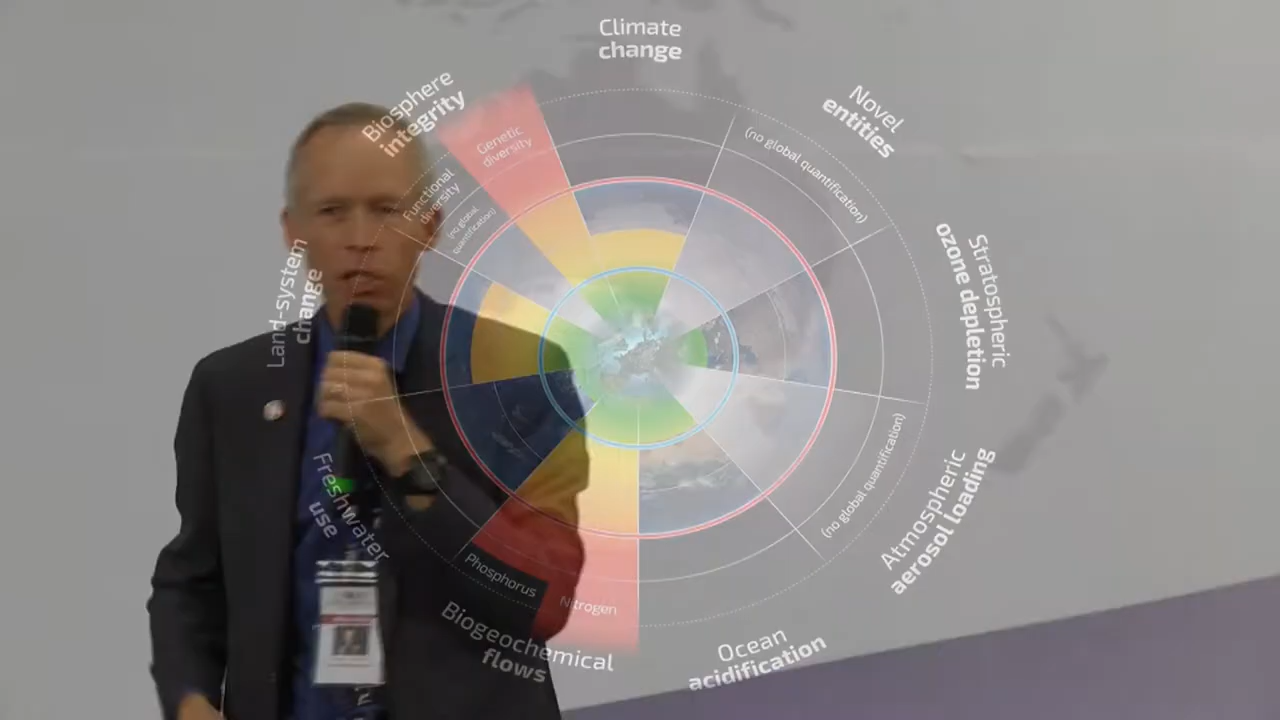 Climate
change
Novel
entities
(no global quantification)
Stratospheric
ozone depletion
(no global quantification)
Atmospheric
aerosol loading
Ocean
acidification
Biogeochemical
flows
Nitrogen
Phosphorus
Freshwater
use
Land-system
change
Biosphere
integrity
Functional
diversity
(no global
quantification)
Genetic
diversity